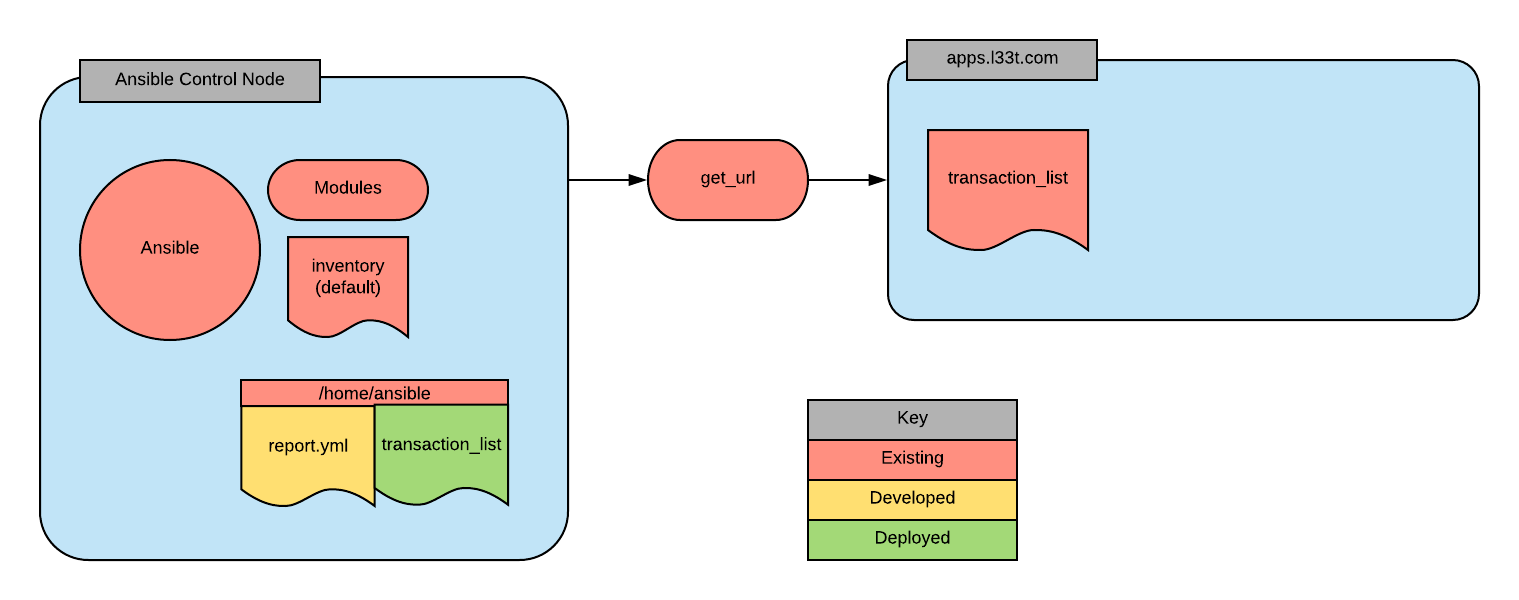 Ansible Control Node
Ansible
Modules
inventory
(default)
/home/ansible
report.yml
transaction_list
get_url
apps.l33t.com
transaction_list
Key
Existing
Developed
Deployed